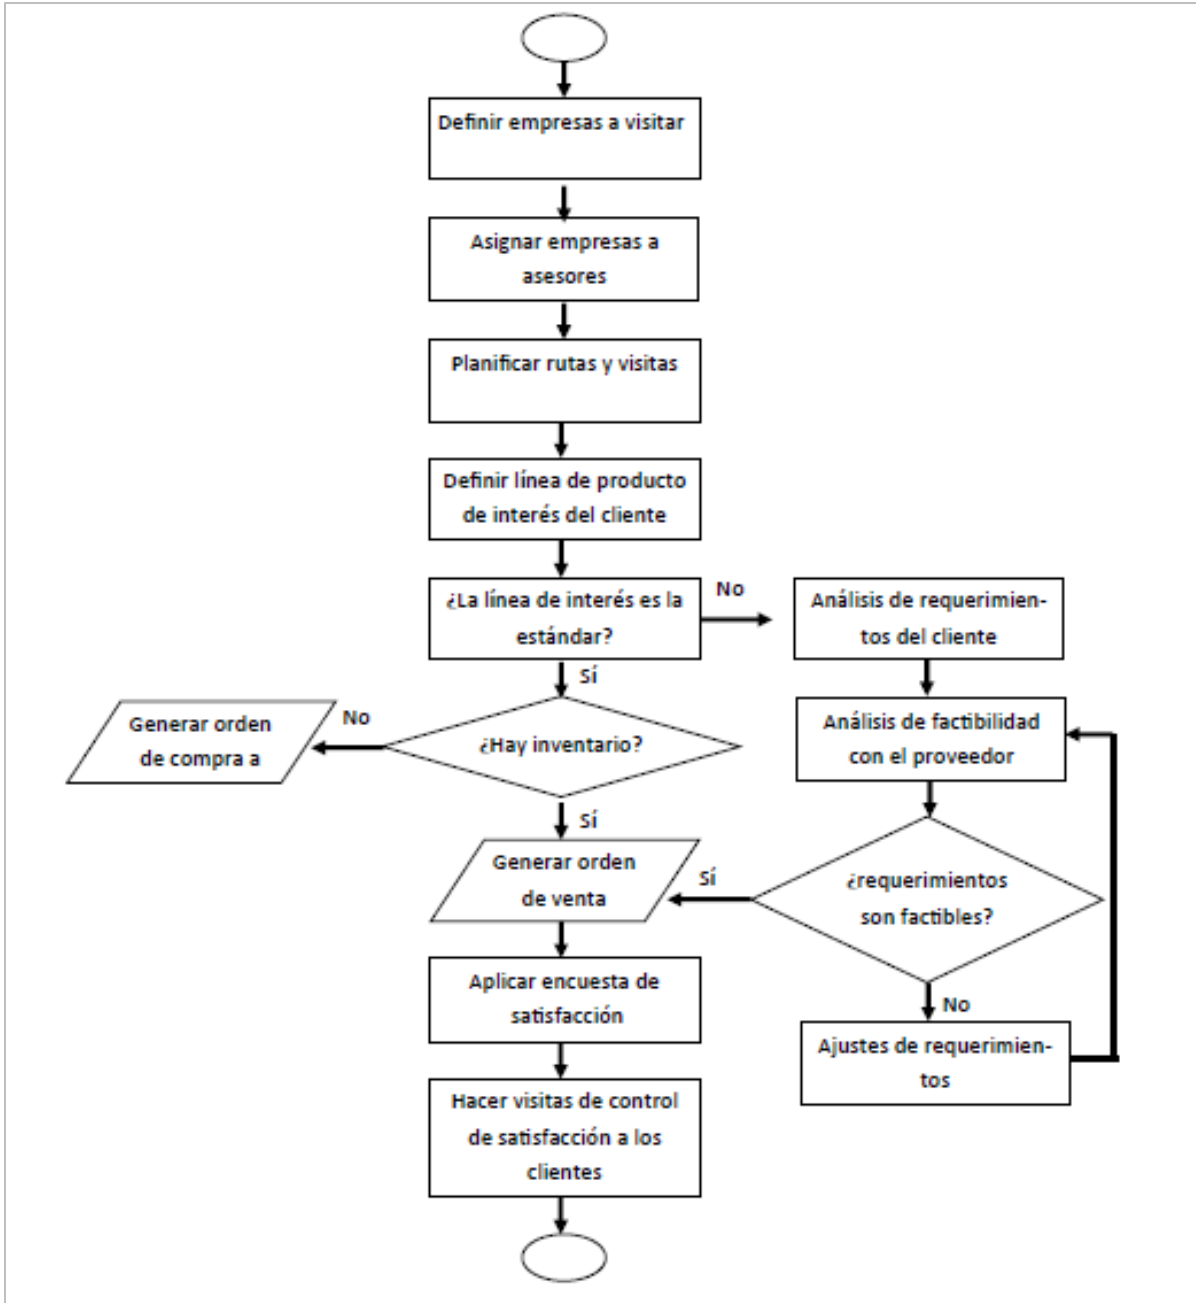 Definir empresas a visitar
Asignar empresas a
asesores
Planificar rutas y visitas
Definir línea de producto
de interés del cliente
¿La línea de interés es la
estándar?
No
Análisis de requerimien-
tos del cliente
Sí
Generar orden
de compra a
No
¿Hay inventario?
Análisis de factibilidad
con el proveedor
Sí
Generar orden
de venta
Sí
¿requerimientos
son factibles?
Aplicar encuesta de
satisfacción
No
Ajustes de requerimien-
tos
Hacer visitas de control
de satisfacción a los
clientes